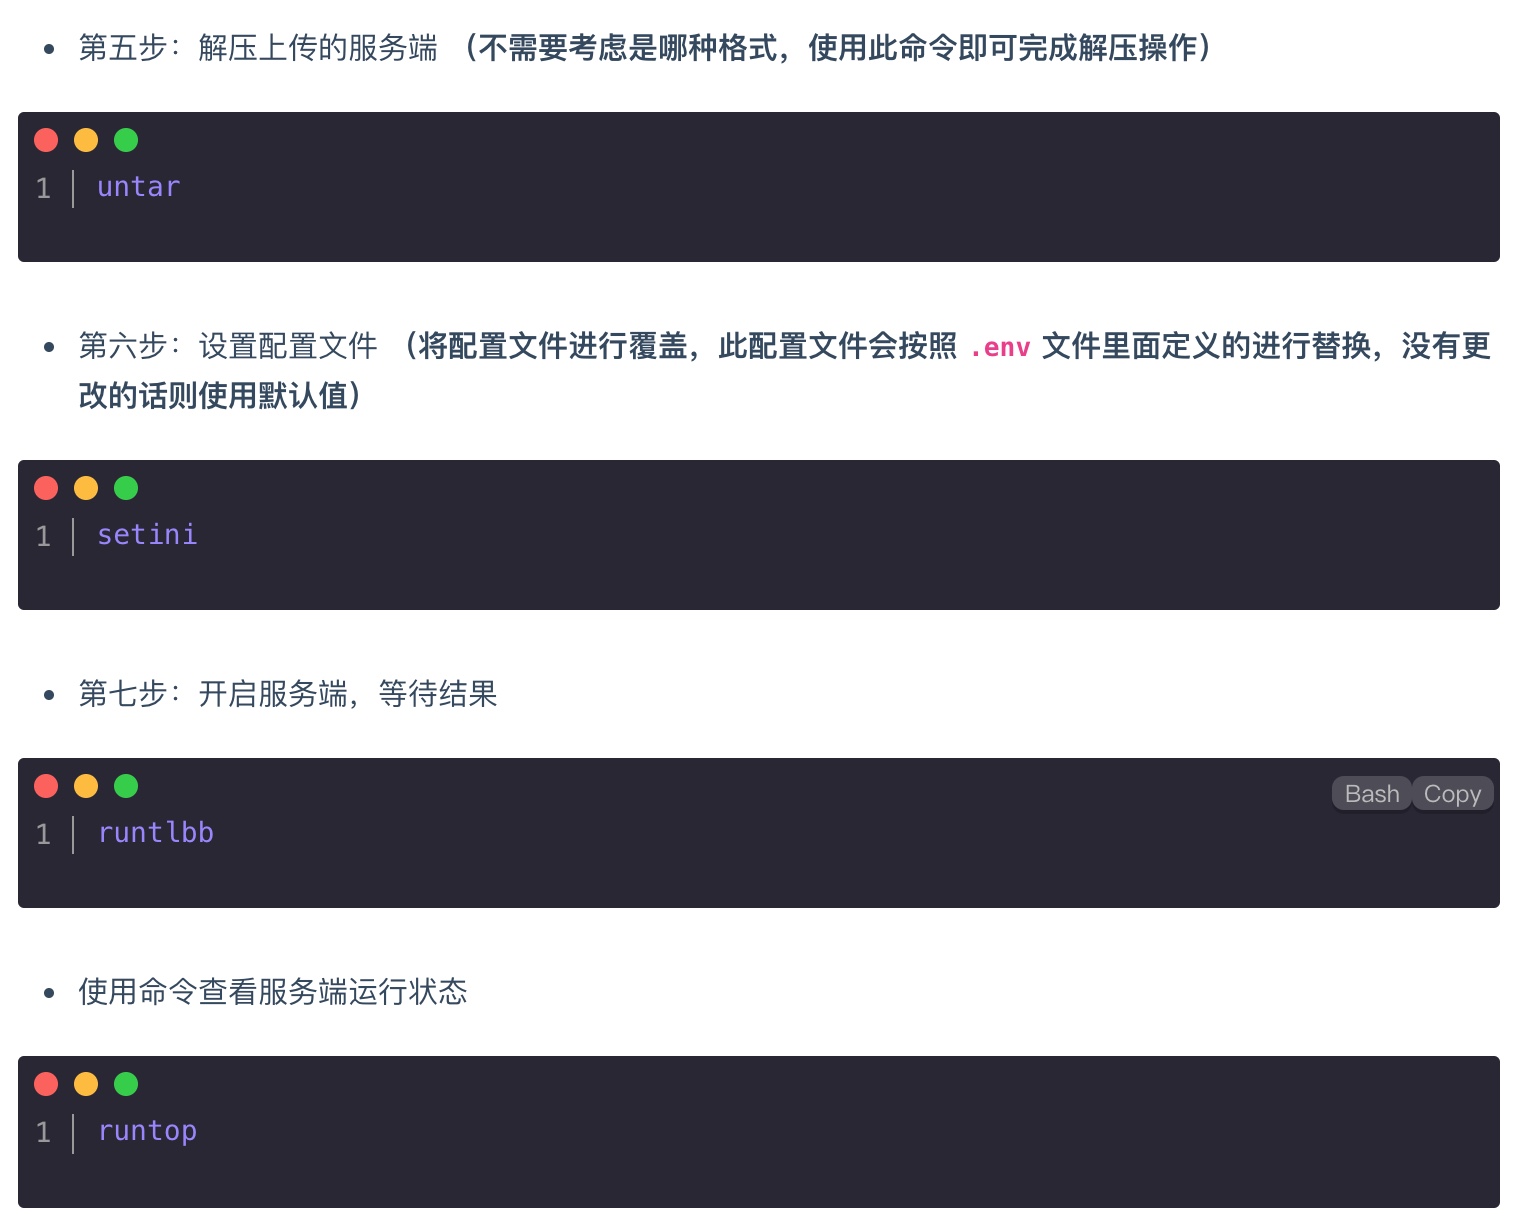 第五步：解压上传的服务端 （不需要考虑是哪种格式，使用此命令即可完成解压操作）
1 untar
第六步：设置配置文件 （将配置文件进行覆盖，此配置文件会按照 .env 文件里面定义的进行替换，没有更
改的话则使用默认值）
1 setini
第七步：开启服务端，等待结果
Bash Copy
1 runtlbb
使用命令查看服务端运行状态
1 runtop